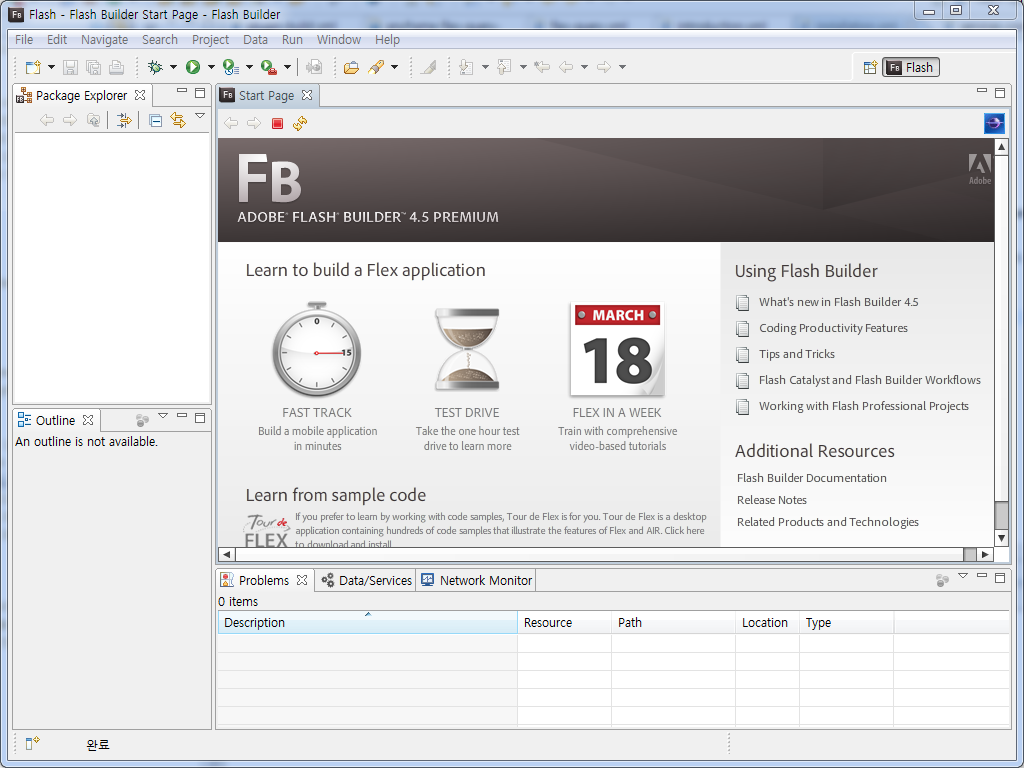 Flash - Flash Builder Start Page - Flash Builder
File Edit Navigate Search Project Data Run Window Help
Fb Flash
Package Explorer
Fb Start Page
FB
ADOBE® FLASH® BUILDER™ 4.5 PREMIUM
Adobe
Learn to build a Flex application
0
15
FAST TRACK
Build a mobile application
in minutes
TEST DRIVE
Take the one hour test
drive to learn more
MARCH
18
FLEX IN A WEEK
Train with comprehensive
video-based tutorials
Learn from sample code
Tour de
FLEX
If you prefer to learn by working with code samples, Tour de Flex is for you. Tour de Flex is a desktop
application containing hundreds of code samples that illustrate the features of Flex and AIR. Click here
to download and install
Using Flash Builder
What's new in Flash Builder 4.5
Coding Productivity Features
Tips and Tricks
Flash Catalyst and Flash Builder Workflows
Working with Flash Professional Projects
Additional Resources
Flash Builder Documentation
Release Notes
Related Products and Technologies
Outline
An outline is not available.
Problems Data/Services Network Monitor
0 items
Description Resource Path Location Type
완료